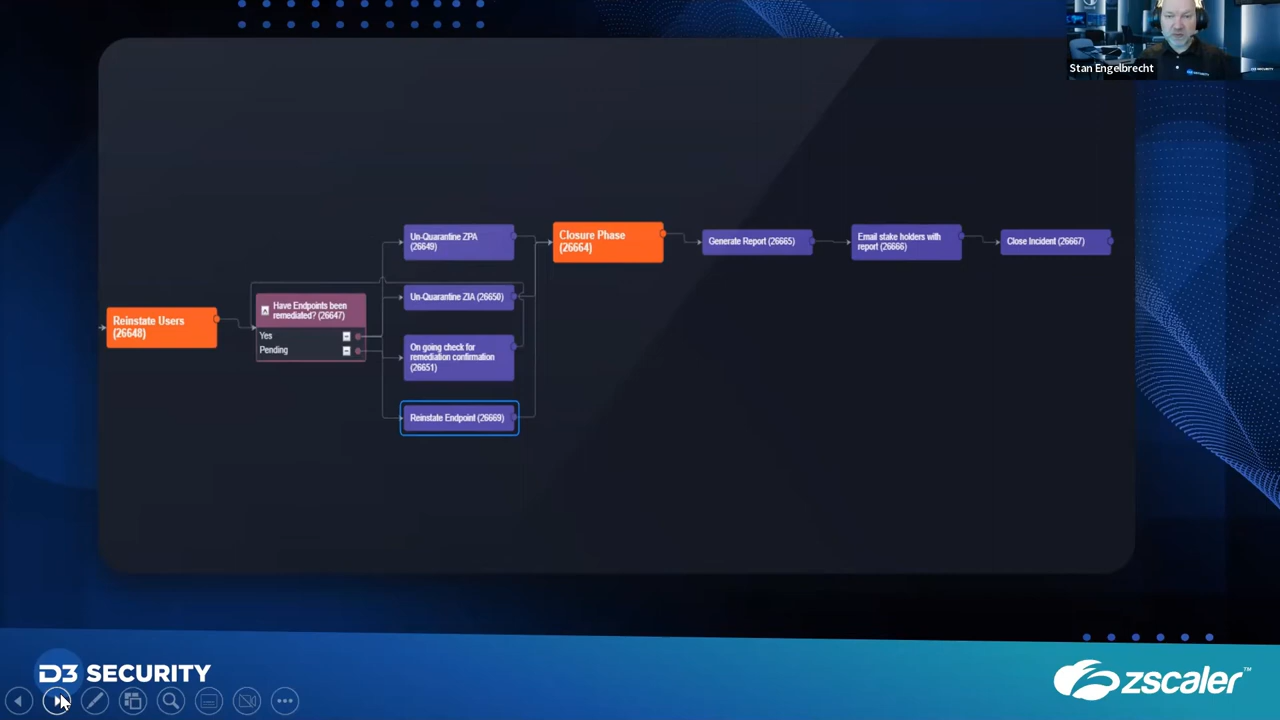 Stan Engelbrecht
Reinstate Users
(26648)
Have Endpoints been
remediated? (26647)
Yes
Pending
Un-Quarantine ZPA
(26649)
Un-Quarantine ZIA (26650)
On going check for
remediation confirmation
(26651)
Reinstate Endpoint (26669)
Closure Phase
(26664)
Generate Report (26665)
Email stake holders with
report (26666)
Close Incident (26667)
D3 SECURITY
zscaler™